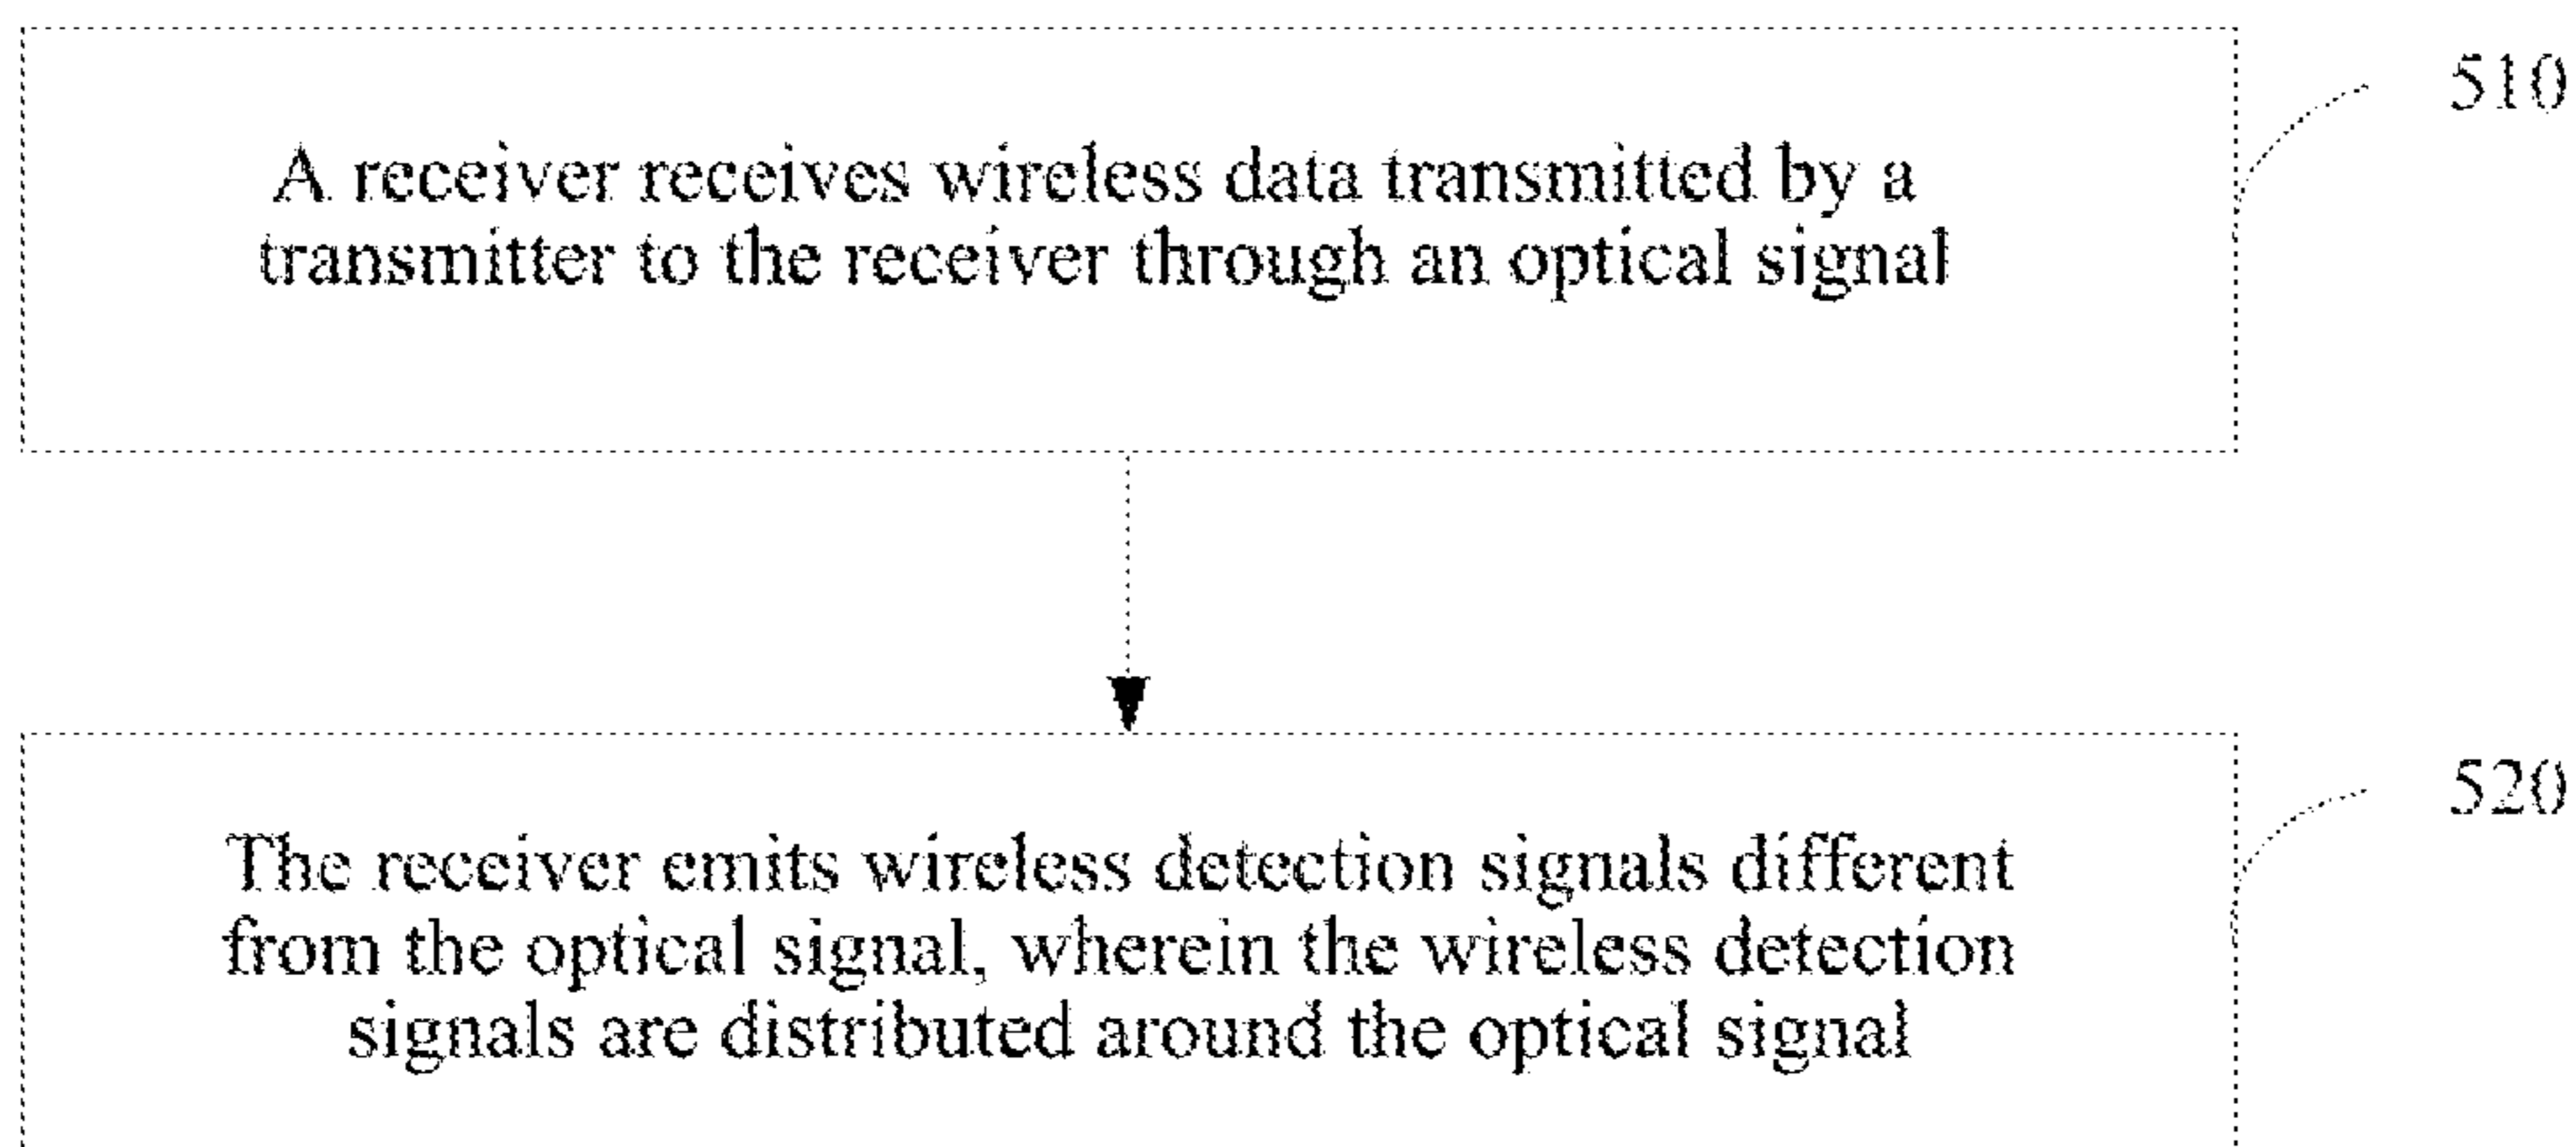 510
A receiver receives wireless data transmitted by a
transmitter to the receiver through an optical signal
520
The receiver emits wireless detection signals different
from the optical signal, wherein the wireless detection
signals are distributed around the optical signal